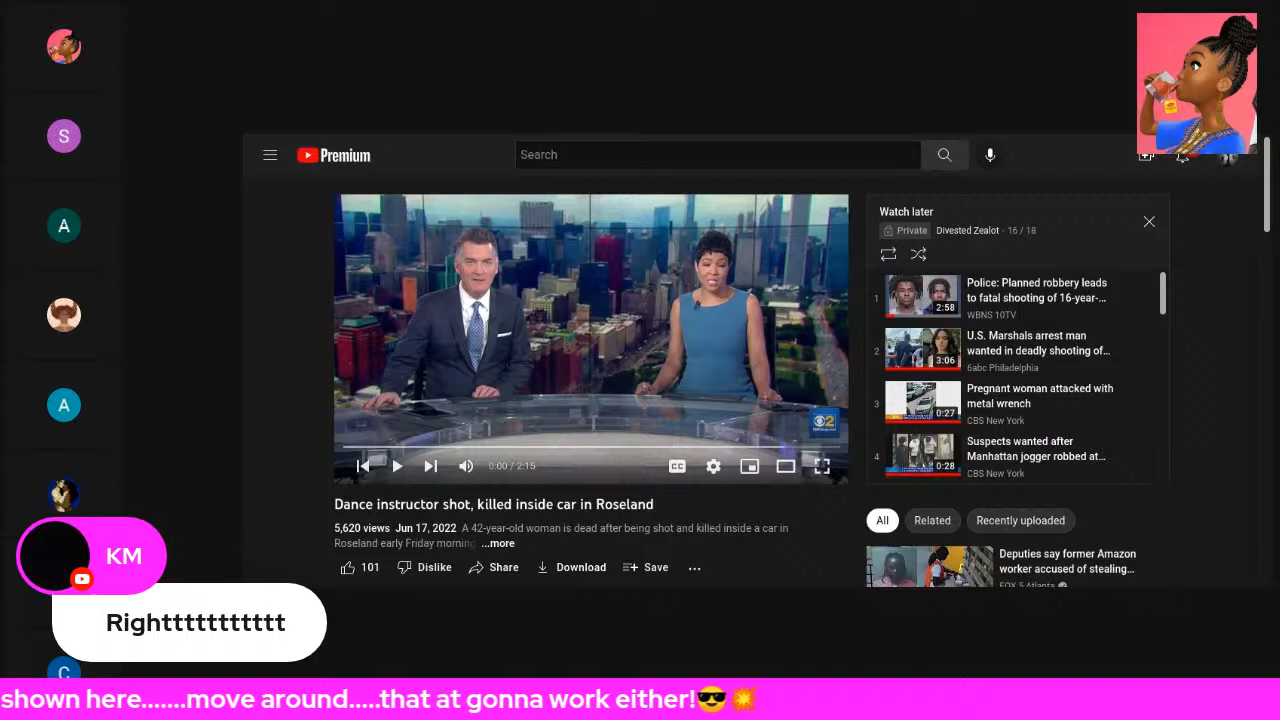 S
A
A
C
Premium
Search
Watch later
Private Divested Zealot - 16 / 18
1
Police: Planned robbery leads
to fatal shooting of 16-year-...
WBNS 10TV
2:58
2
U.S. Marshals arrest man
wanted in deadly shooting of...
6abc Philadelphia
3:06
3
Pregnant woman attacked with
metal wrench
CBS New York
0:27
4
Suspects wanted after
Manhattan jogger robbed at...
CBS New York
0:28
2
CC
0:00 / 2:15
Dance instructor shot, killed inside car in Roseland
5,620 views Jun 17, 2022 A 42-year-old woman is dead after being shot and killed inside a car in
Roseland early Friday morning ...more
101 Dislike Share Download Save ...
All Related Recently uploaded
Deputies say former Amazon
worker accused of stealing...
FOX 5 Atlanta
KM
Righttttttttttt
shown here.......move around.....that at gonna work either!😎💥